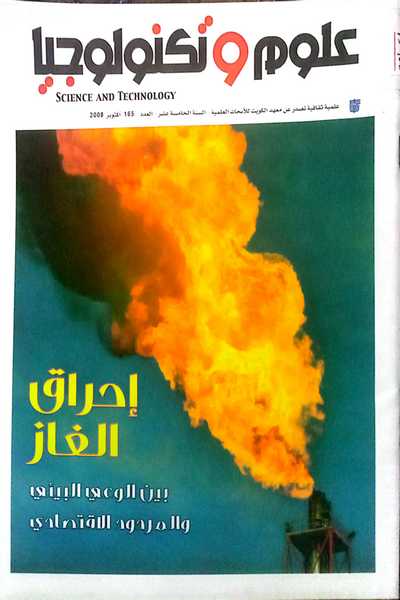 علوم وتكنولوجيا
SCIENCE AND TECHNOLOGY
علمية ثقافية تصدر عن معهد الكويت للأبحاث العلمية - السنة الخامسة عشر - العدد 165 أكتوبر 2008
إحراق
الغاز
بين الوعي البيئي
والمردود الاقتصادي